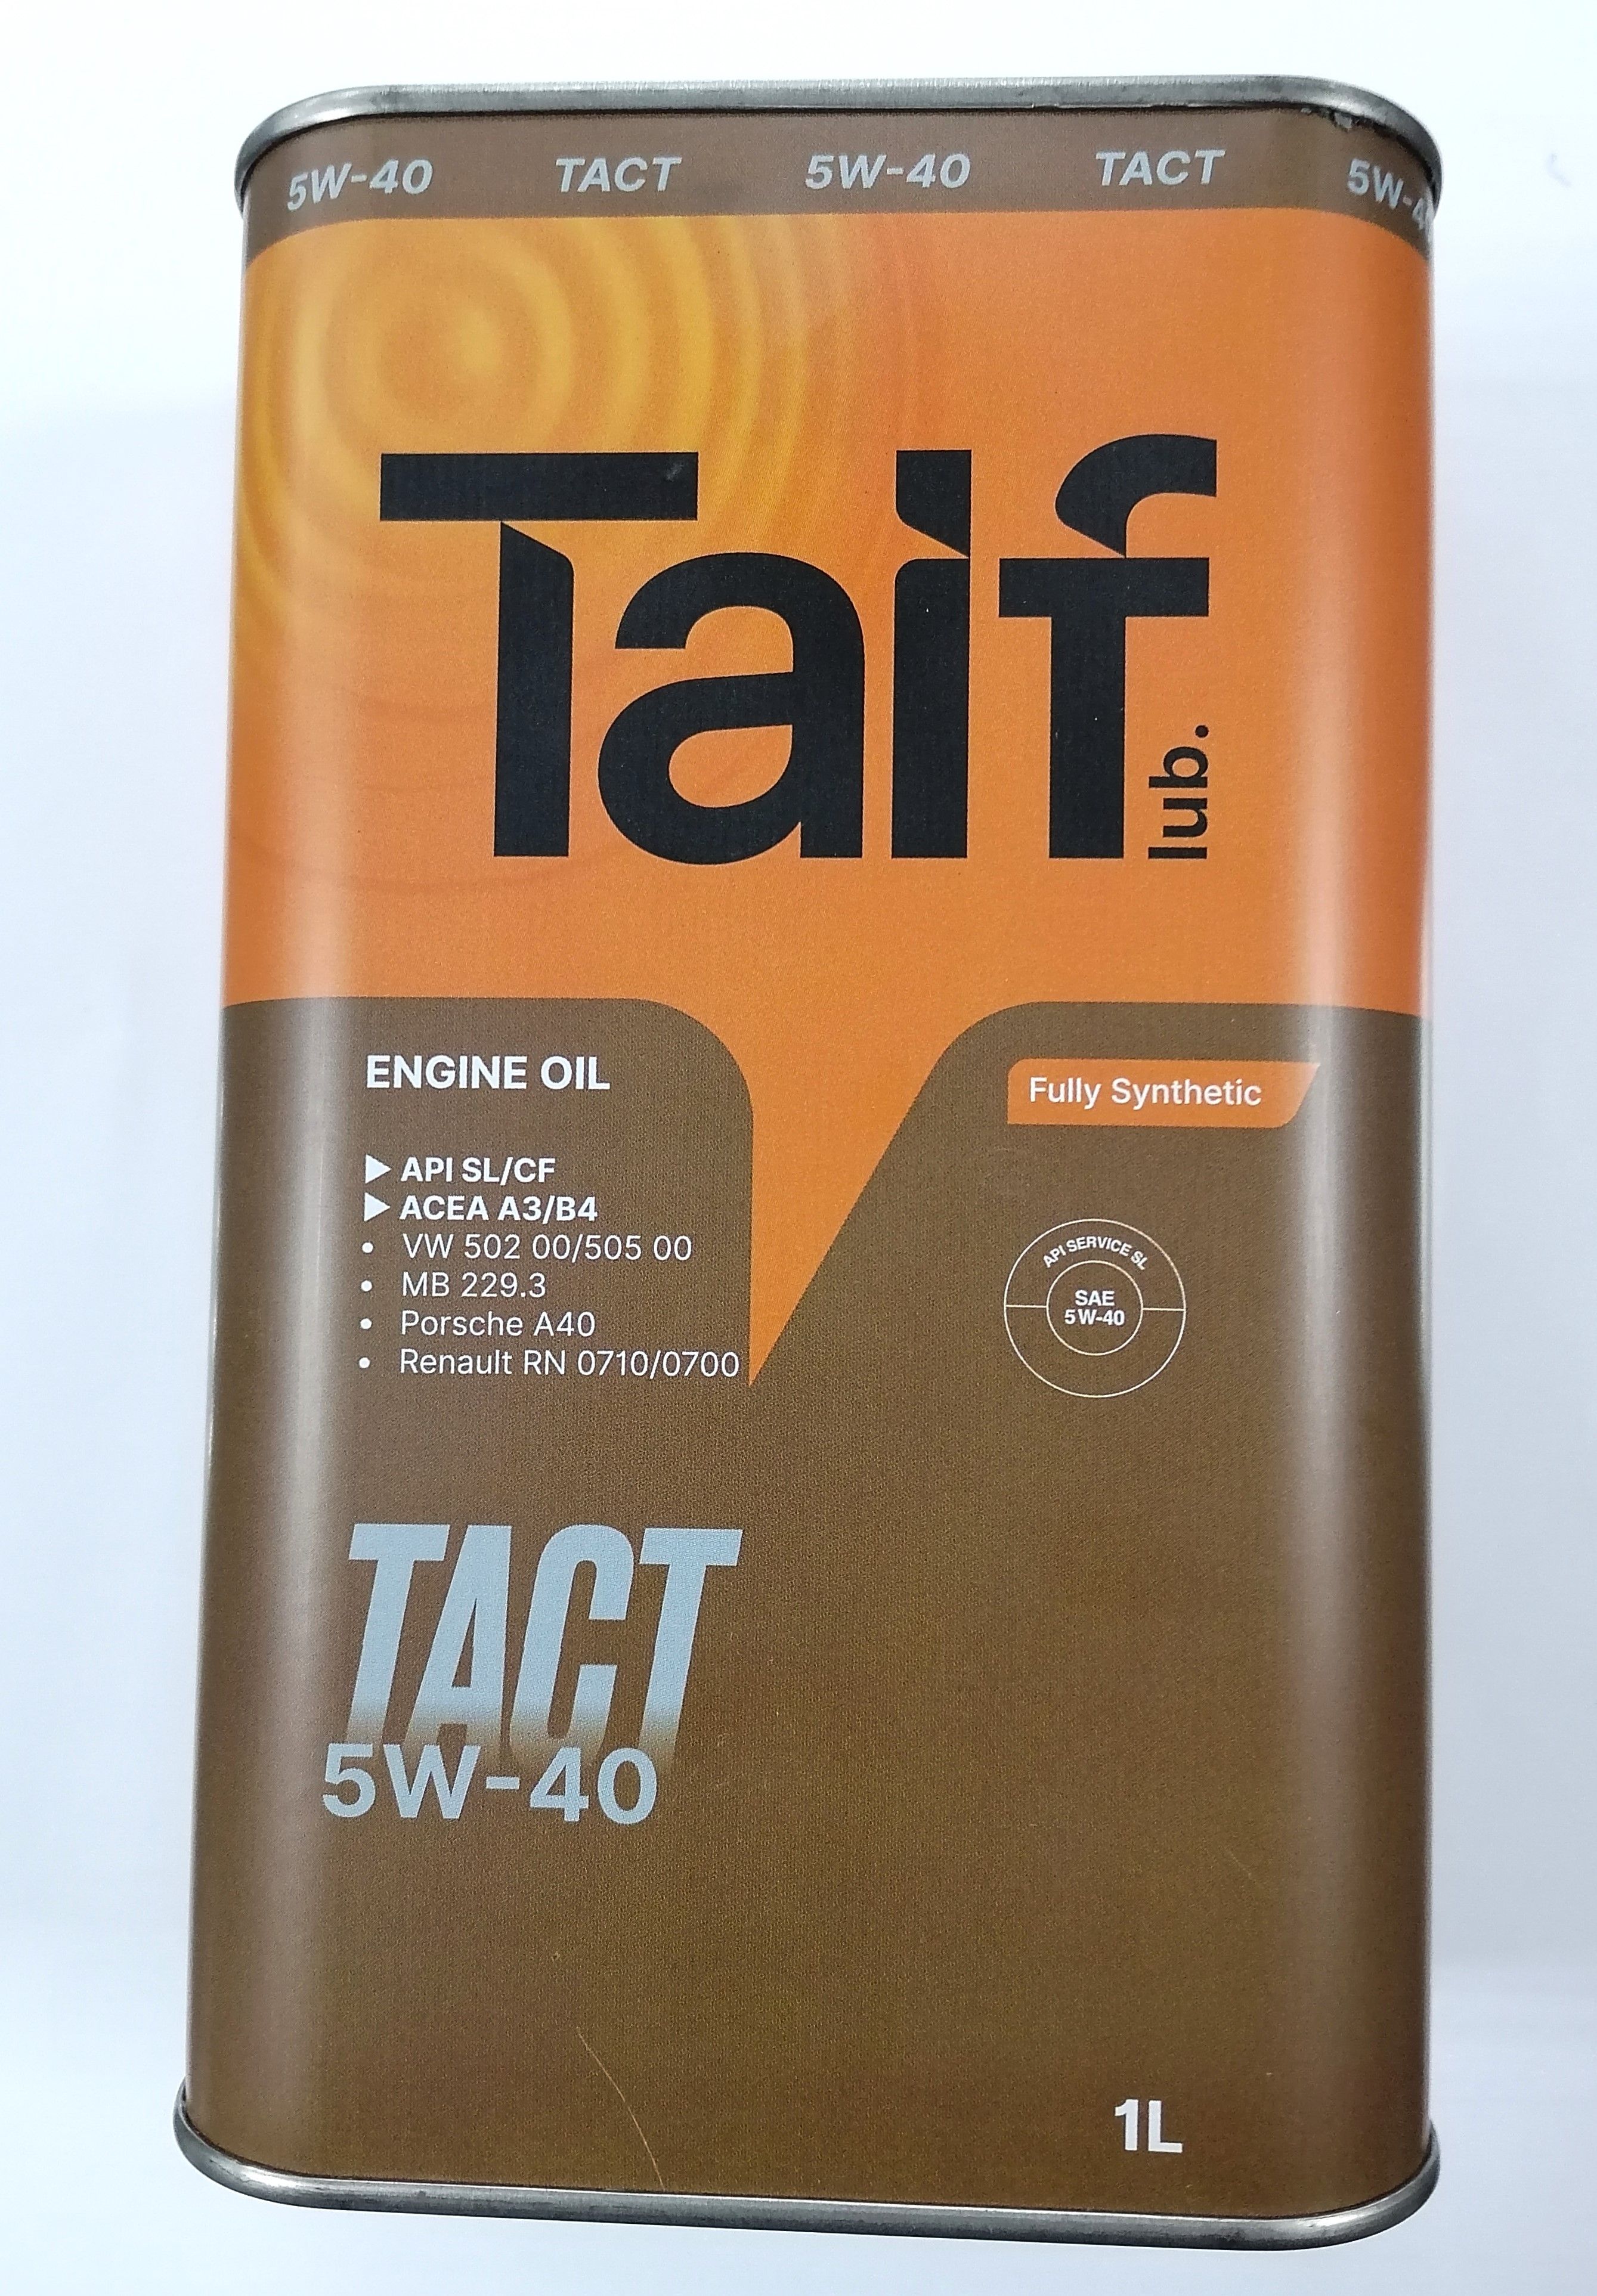 5W-40 TACT 5W-40 TACT 5W-4
Taif
lub.
ENGINE OIL
Fully Synthetic
▶ API SL/CF
▶ ACEA A3/B4
• VW 502 00/505 00
• MB 229.3
• Porsche A40
• Renault RN 0710/0700
API SERVICE SL
SAE
5W-40
TACT
5W-40
1L